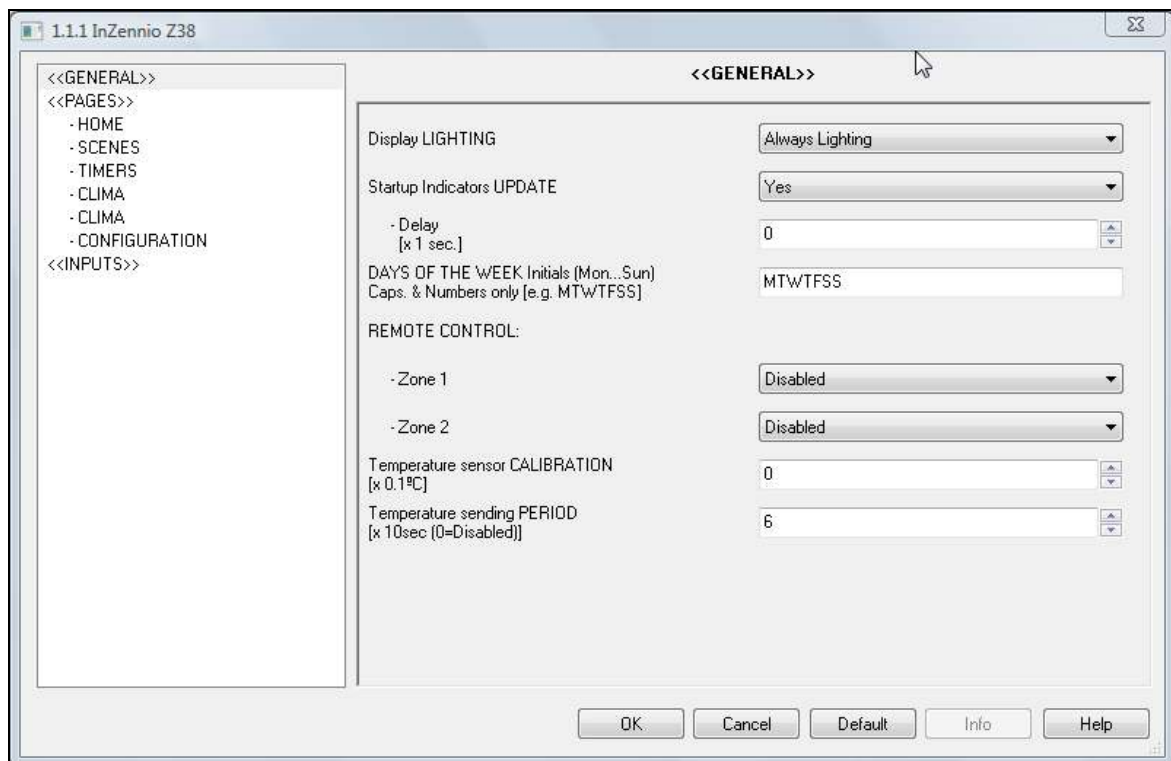 1.1.1 InZennio Z38
<<GENERAL>>
<<PAGES>>
- HOME
- SCENES
- TIMERS
- CLIMA
- CLIMA
- CONFIGURATION
<<INPUTS>>
<<GENERAL>>
Display LIGHTING
Always Lighting
Startup Indicators UPDATE
Yes
- Delay
[x 1 sec.]
0
DAYS OF THE WEEK Initials (Mon...Sun)
Caps. & Numbers only [e.g. MTWTFSS]
MTWTFSS
REMOTE CONTROL:
- Zone 1
Disabled
- Zone 2
Disabled
Temperature sensor CALIBRATION
[x 0.1ºC]
0
Temperature sending PERIOD
[x 10sec (0=Disabled)]
6
OK
Cancel
Default
Info
Help